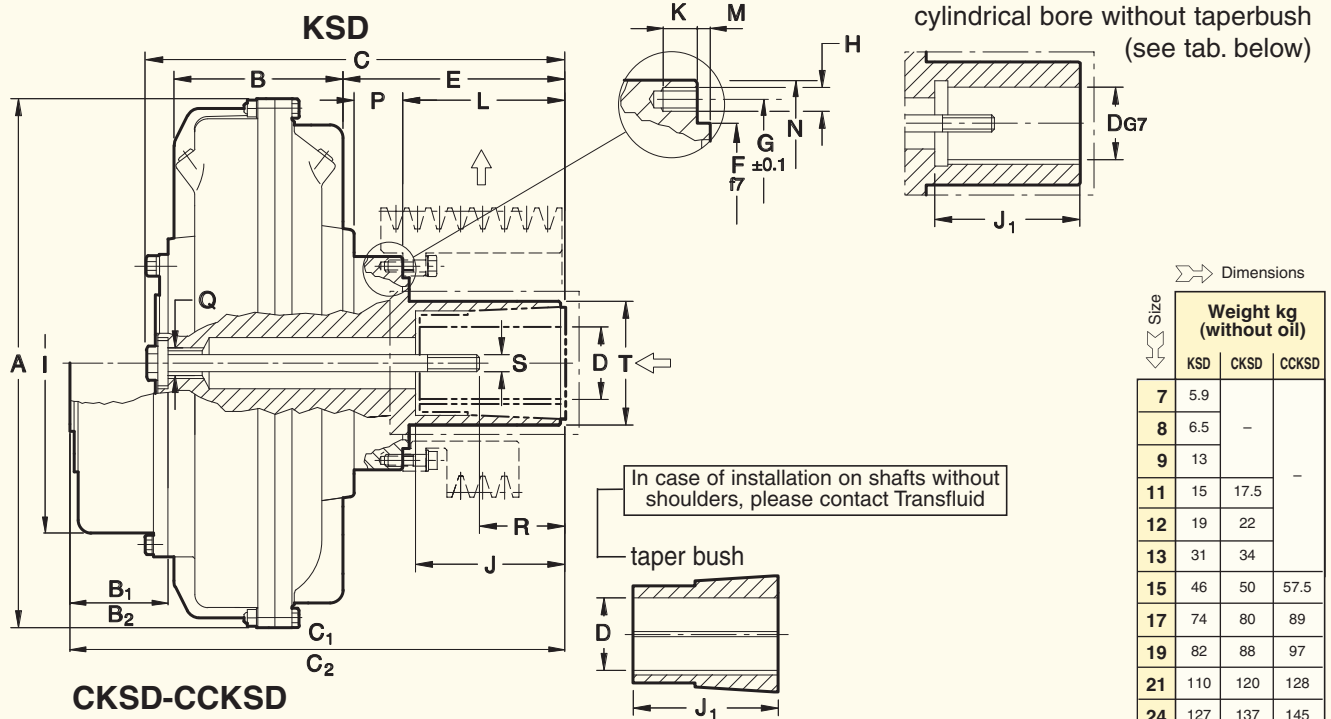 KSD
cylindrical bore without taperbush
(see tab. below)
C
B
E
P
L
K
M
H
N
G
±0.1
F
f7
DG7
J1
A
I
Q
S
D
T
R
J
B1
B2
C1
C2
CKSD-CCKSD
In case of installation on shafts without
shoulders, please contact Transfluid
taper bush
D
J1
Dimensions
Size
Weight kg
(without oil)
KSD CKSD CCKSD
7 5.9
8 6.5 –
9 13
–
11 15 17.5
12 19 22
13 31 34
15 46 50 57.5
17 74 80 89
19 82 88 97
21 110 120 128
24 127 137 145